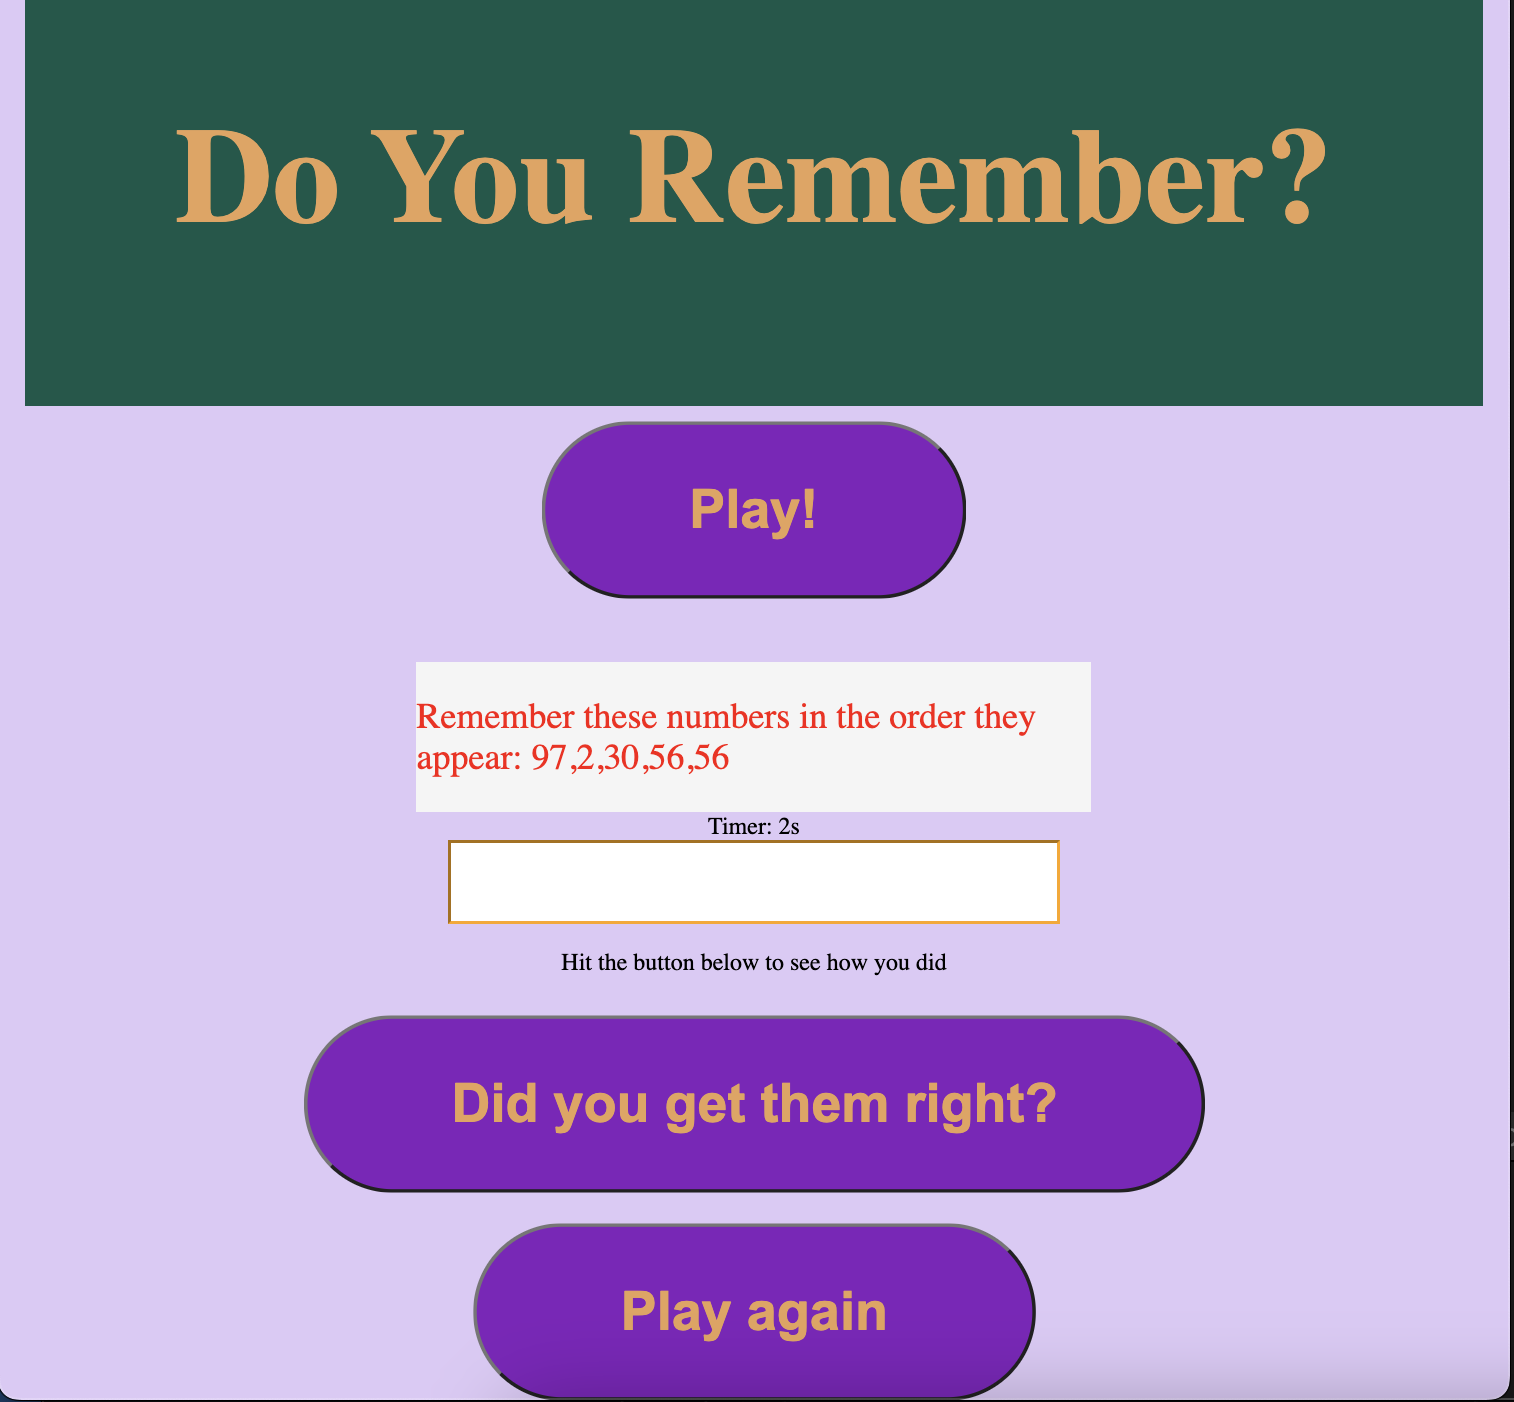 Do You Remember?
Play!
Remember these numbers in the order they
appear: 97,2,30,56,56
Timer: 2s
Hit the button below to see how you did
Did you get them right?
Play again